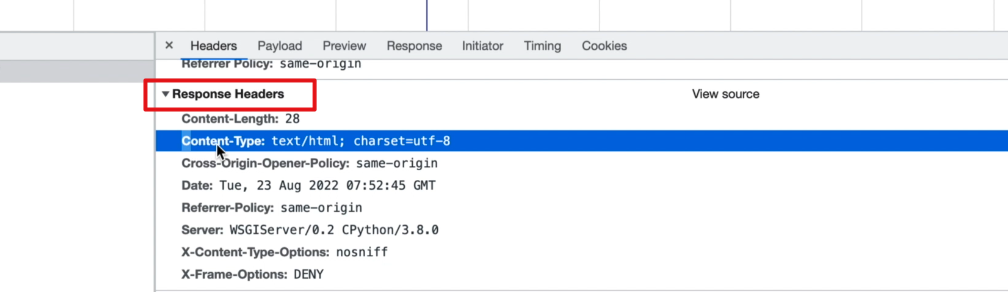 × Headers Payload Preview Response Initiator Timing Cookies
Referrer Policy: same-origin
▼ Response Headers View source
Content-Length: 28
Content-Type: text/html; charset=utf-8
Cross-Origin-Opener-Policy: same-origin
Date: Tue, 23 Aug 2022 07:52:45 GMT
Referrer-Policy: same-origin
Server: WSGIServer/0.2 CPython/3.8.0
X-Content-Type-Options: nosniff
X-Frame-Options: DENY